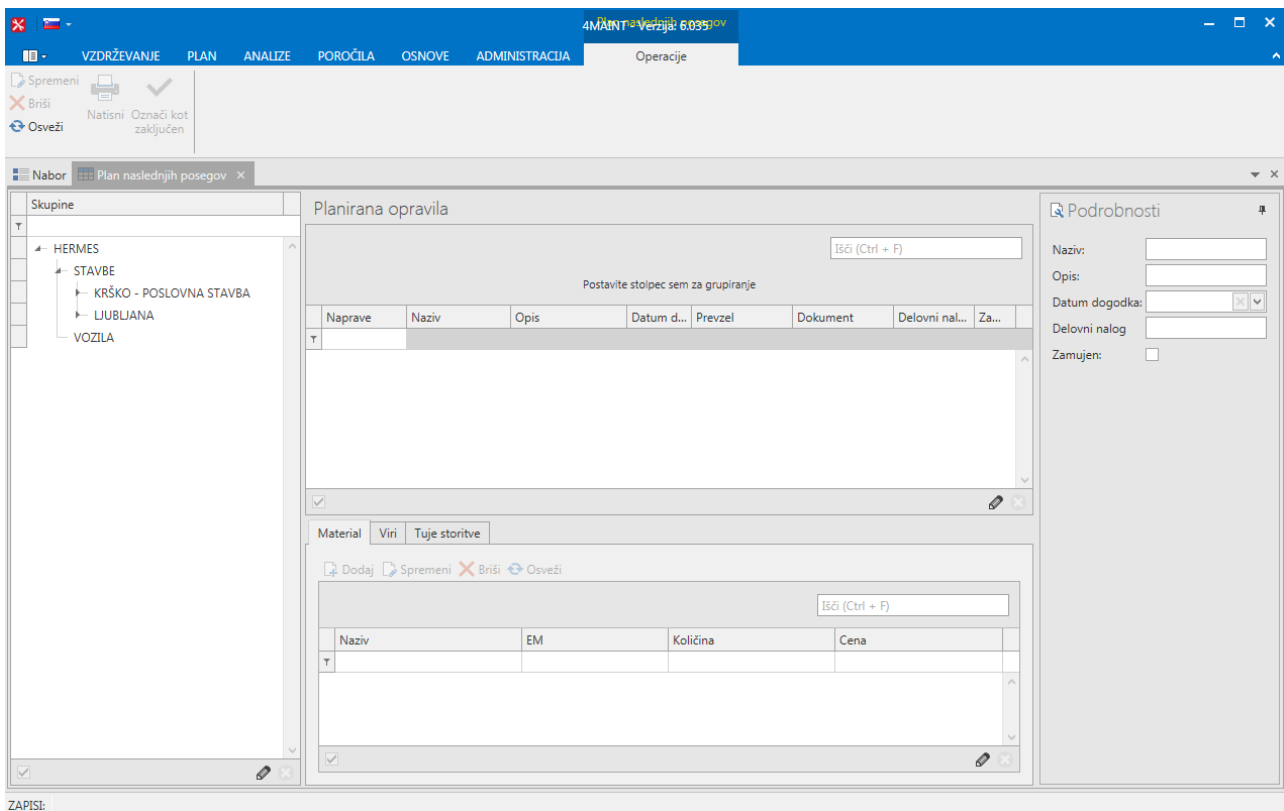 4MAINT - Verzija: 6.035
Plan naslednjih posegov
VZDRŽEVANJE PLAN ANALIZE POROČILA OSNOVE ADMINISTRACIJA Operacije
Spremeni
Briši
Osveži
Natisni
Označi kot
zaključen
Nabor Plan naslednjih posegov
Skupine
HERMES
STAVBE
KRŠKO - POSLOVNA STAVBA
LJUBLJANA
VOZILA
Planirana opravila
Išči (Ctrl + F)
Postavite stolpec sem za grupiranje
Naprave Naziv Opis Datum d... Prevzel Dokument Delovni nal... Za...
Material Viri Tuje storitve
Dodaj Spremeni Briši Osveži
Išči (Ctrl + F)
Naziv EM Količina Cena
Podrobnosti
Naziv:
Opis:
Datum dogodka:
Delovni nalog
Zamujen:
ZAPISI: